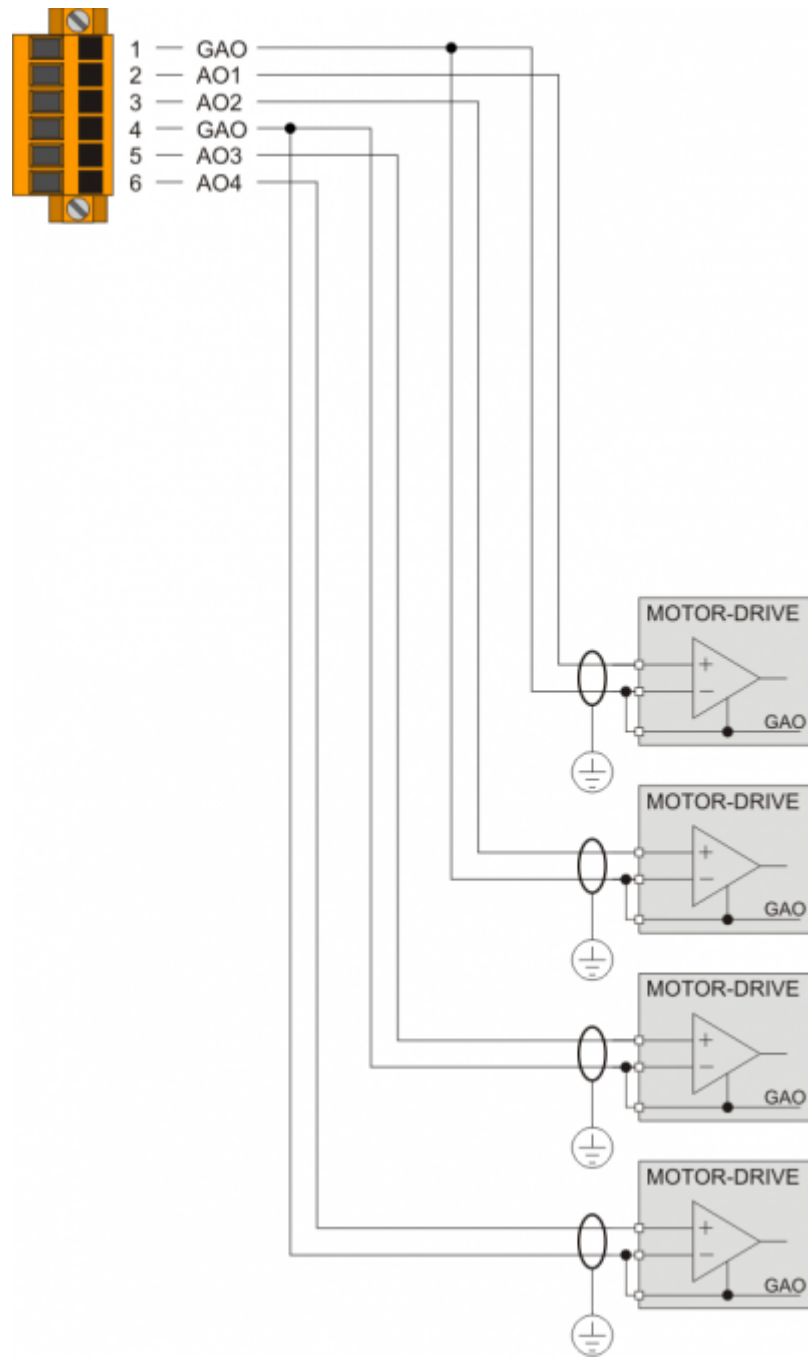 1 — GAO
2 — AO1
3 — AO2
4 — GAO
5 — AO3
6 — AO4
MOTOR-DRIVE
+
−
GAO
MOTOR-DRIVE
+
−
GAO
MOTOR-DRIVE
+
−
GAO
MOTOR-DRIVE
+
−
GAO